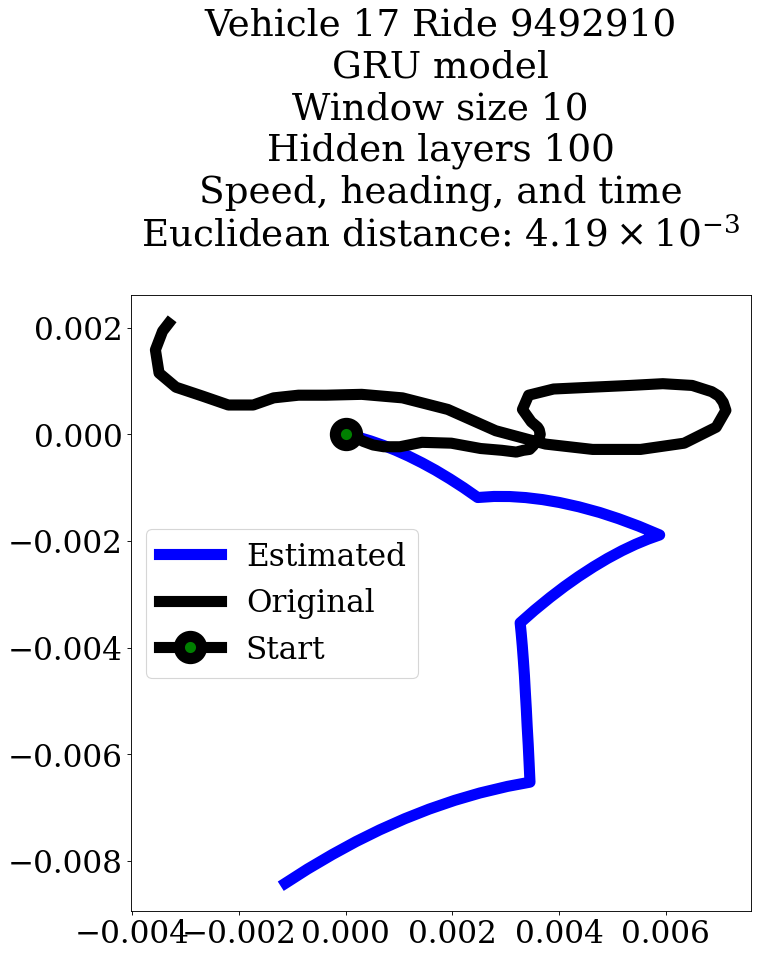 Vehicle 17 Ride 9492910
GRU model
Window size 10
Hidden layers 100
Speed, heading, and time
Euclidean distance: 4.19 × 10⁻³
0.002
0.000
−0.002
−0.004
−0.006
−0.008
Estimated
Original
Start
−0.004 −0.002 0.000 0.002 0.004 0.006